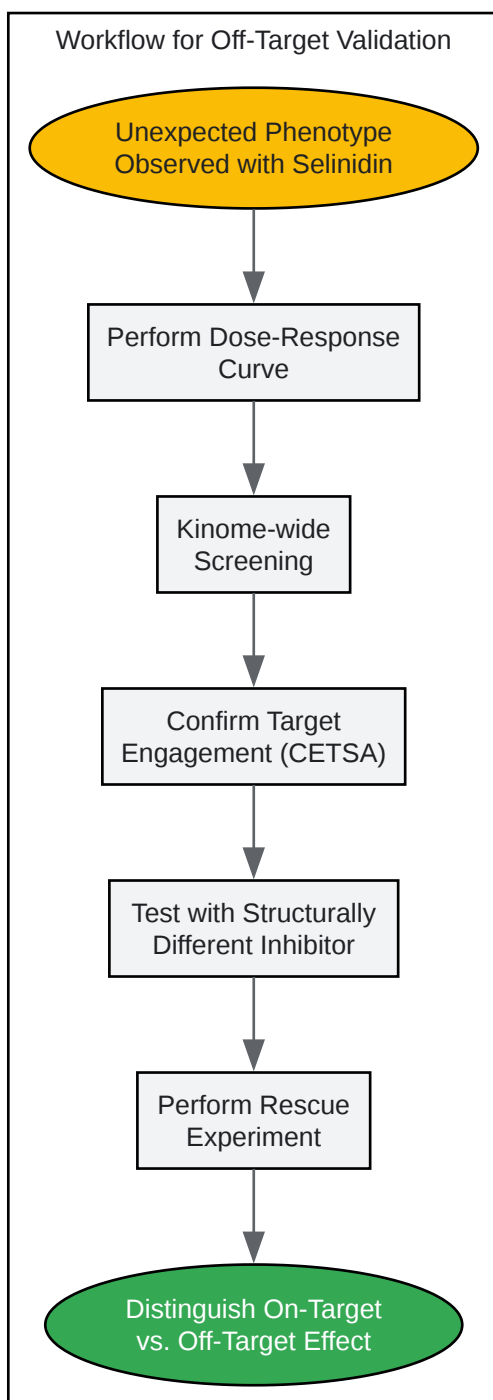 Workflow for Off-Target Validation
Unexpected Phenotype
Observed with Selinidin
Perform Dose-Response
Curve
Kinome-wide
Screening
Confirm Target
Engagement (CETSA)
Test with Structurally
Different Inhibitor
Perform Rescue
Experiment
Distinguish On-Target
vs. Off-Target Effect